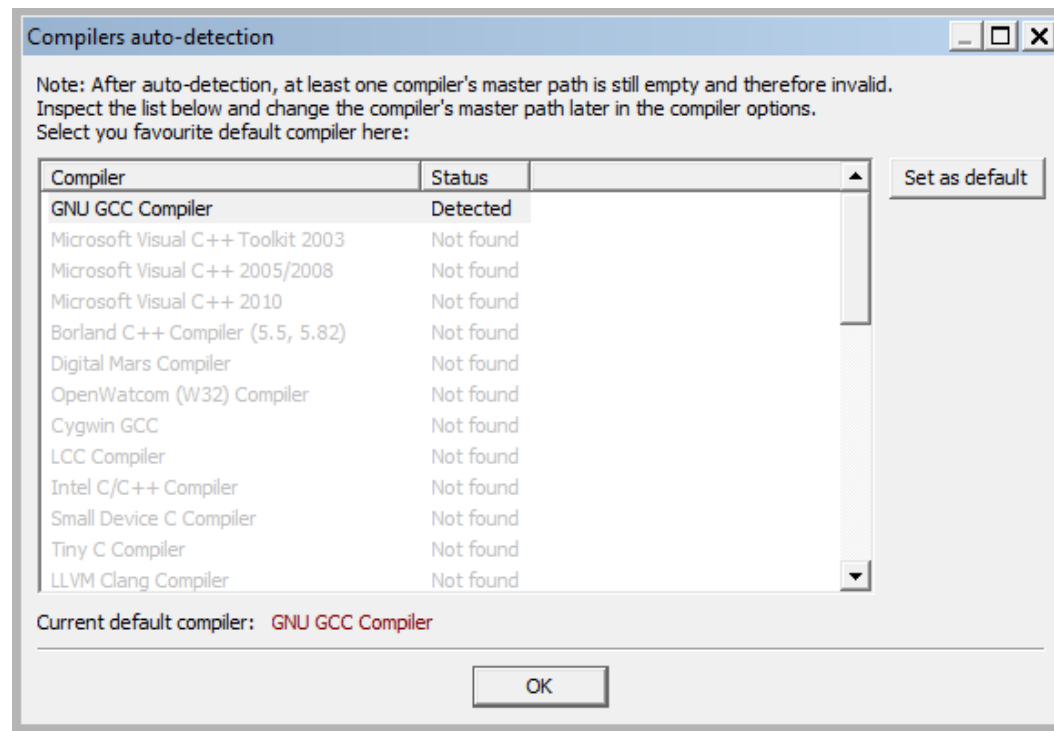 Compilers auto-detection
Note: After auto-detection, at least one compiler's master path is still empty and therefore invalid.
Inspect the list below and change the compiler's master path later in the compiler options.
Select you favourite default compiler here:
Compiler Status
Set as default
GNU GCC Compiler Detected
Microsoft Visual C++ Toolkit 2003 Not found
Microsoft Visual C++ 2005/2008 Not found
Microsoft Visual C++ 2010 Not found
Borland C++ Compiler (5.5, 5.82) Not found
Digital Mars Compiler Not found
OpenWatcom (W32) Compiler Not found
Cygwin GCC Not found
LCC Compiler Not found
Intel C/C++ Compiler Not found
Small Device C Compiler Not found
Tiny C Compiler Not found
LLVM Clang Compiler Not found
Current default compiler: GNU GCC Compiler
OK